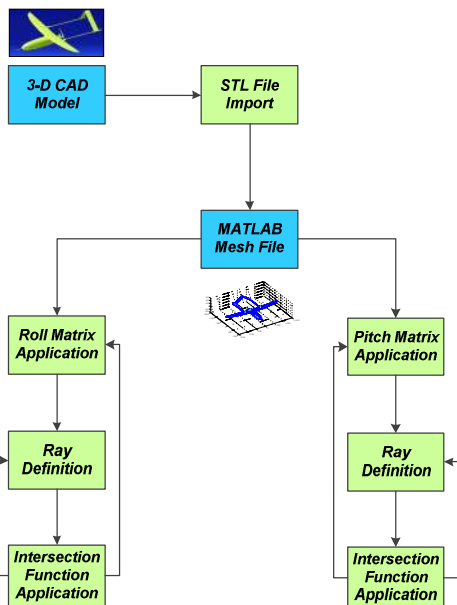 3-D CAD
Model
STL File
Import
MATLAB
Mesh File
Roll Matrix
Application
Pitch Matrix
Application
Ray
Definition
Ray
Definition
Intersection
Function
Application
Intersection
Function
Application